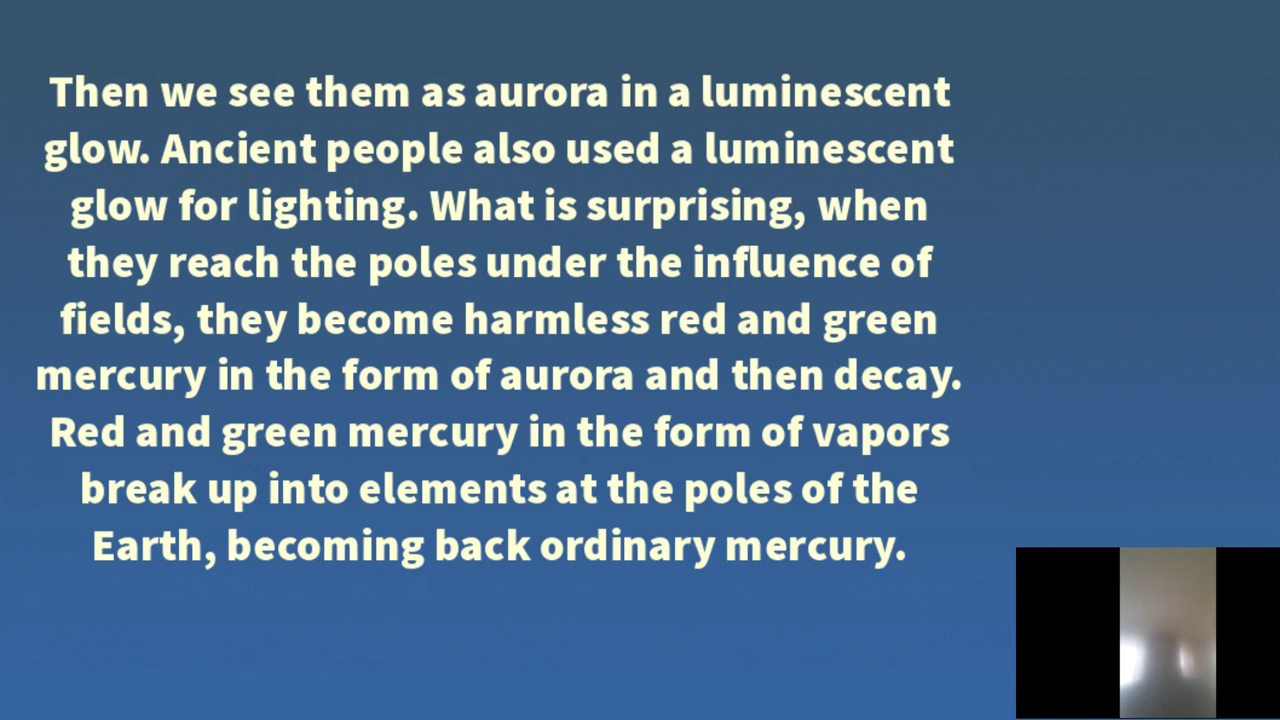 Then we see them as aurora in a luminescent
glow. Ancient people also used a luminescent
glow for lighting. What is surprising, when
they reach the poles under the influence of
fields, they become harmless red and green
mercury in the form of aurora and then decay.
Red and green mercury in the form of vapors
break up into elements at the poles of the
Earth, becoming back ordinary mercury.